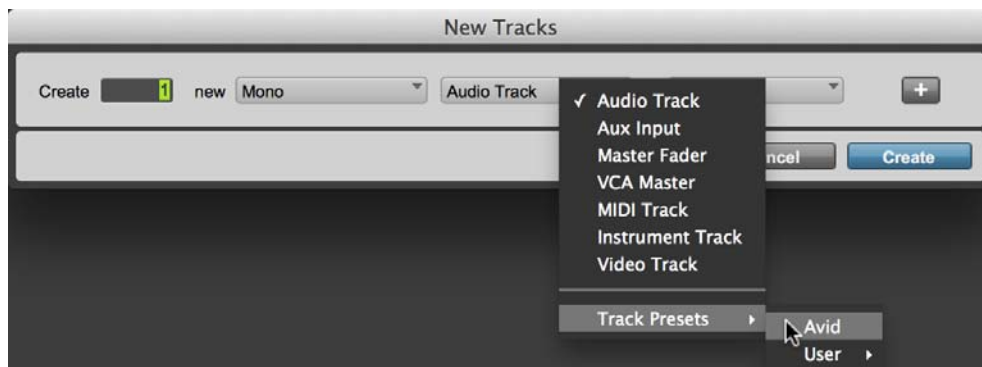 New Tracks
Create 1 new Mono Audio Track
✓ Audio Track
Aux Input
Master Fader
VCA Master
MIDI Track
Instrument Track
Video Track
Track Presets
Avid
User
+
ncel Create